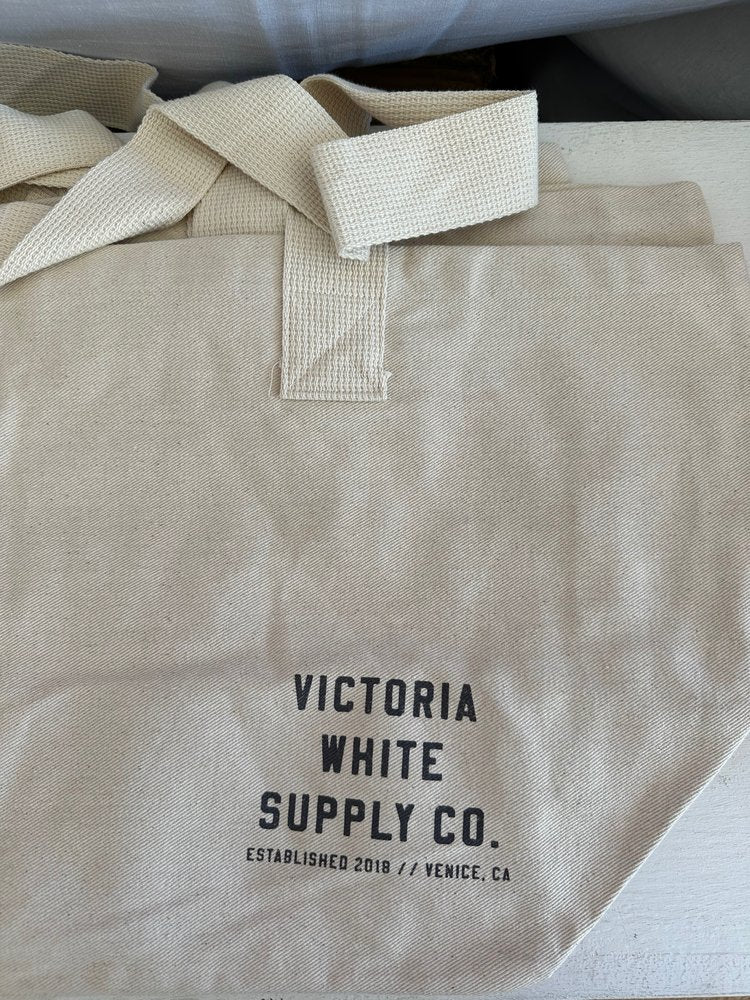 VICTORIA
WHITE
SUPPLY CO.
ESTABLISHED 2018 // VENICE, CA